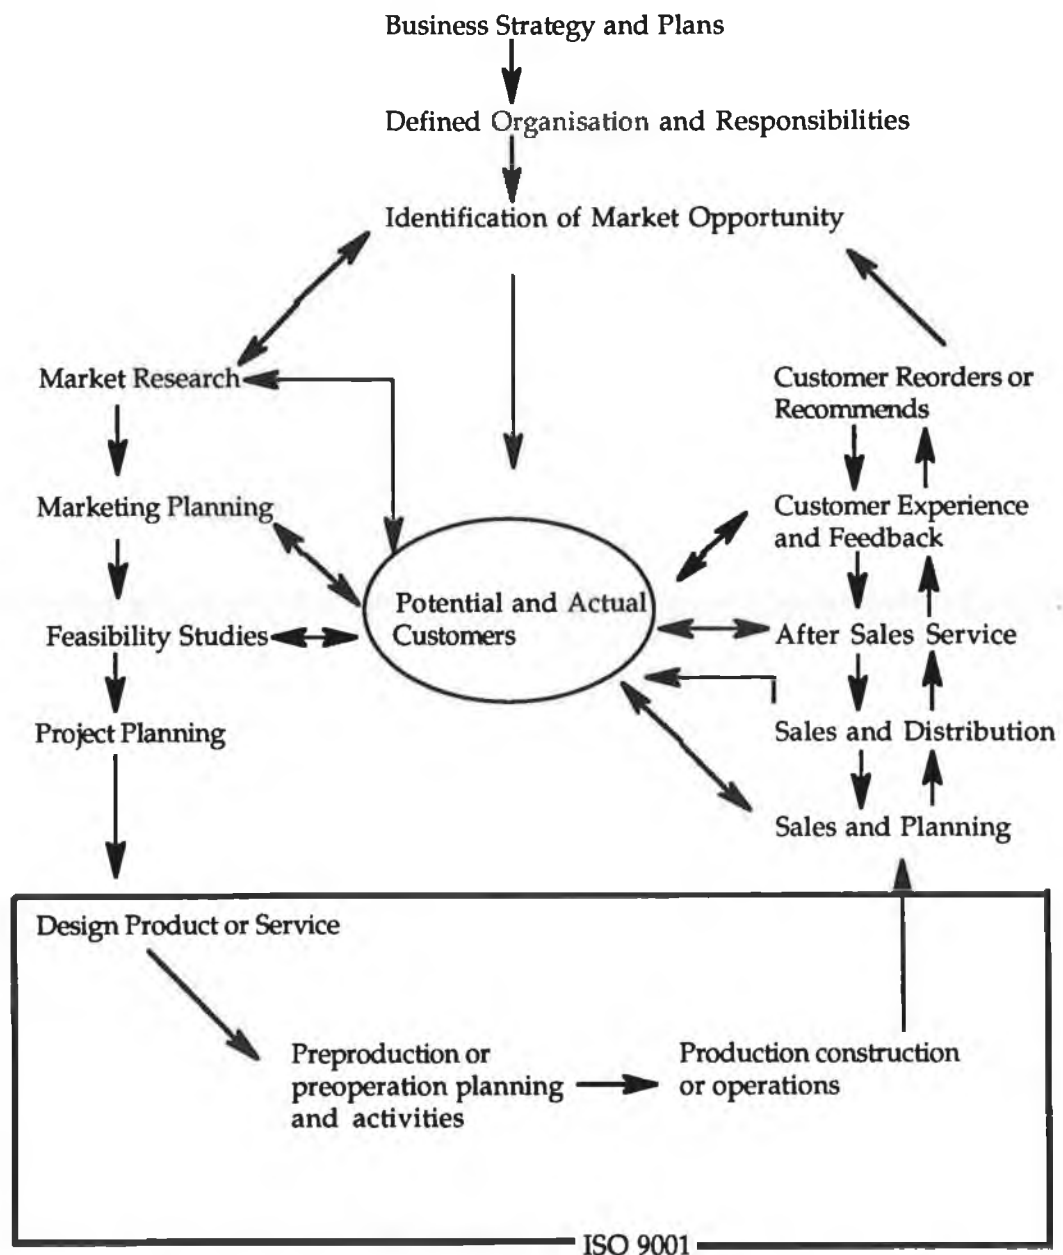 Business Strategy and Plans
Defined Organisation and Responsibilities
Identification of Market Opportunity
Market Research
Customer Reorders or
Recommends
Marketing Planning
Customer Experience
and Feedback
Potential and Actual
Customers
Feasibility Studies
After Sales Service
Project Planning
Sales and Distribution
Sales and Planning
Design Product or Service
Preproduction or
preoperation planning
and activities
Production construction
or operations
ISO 9001